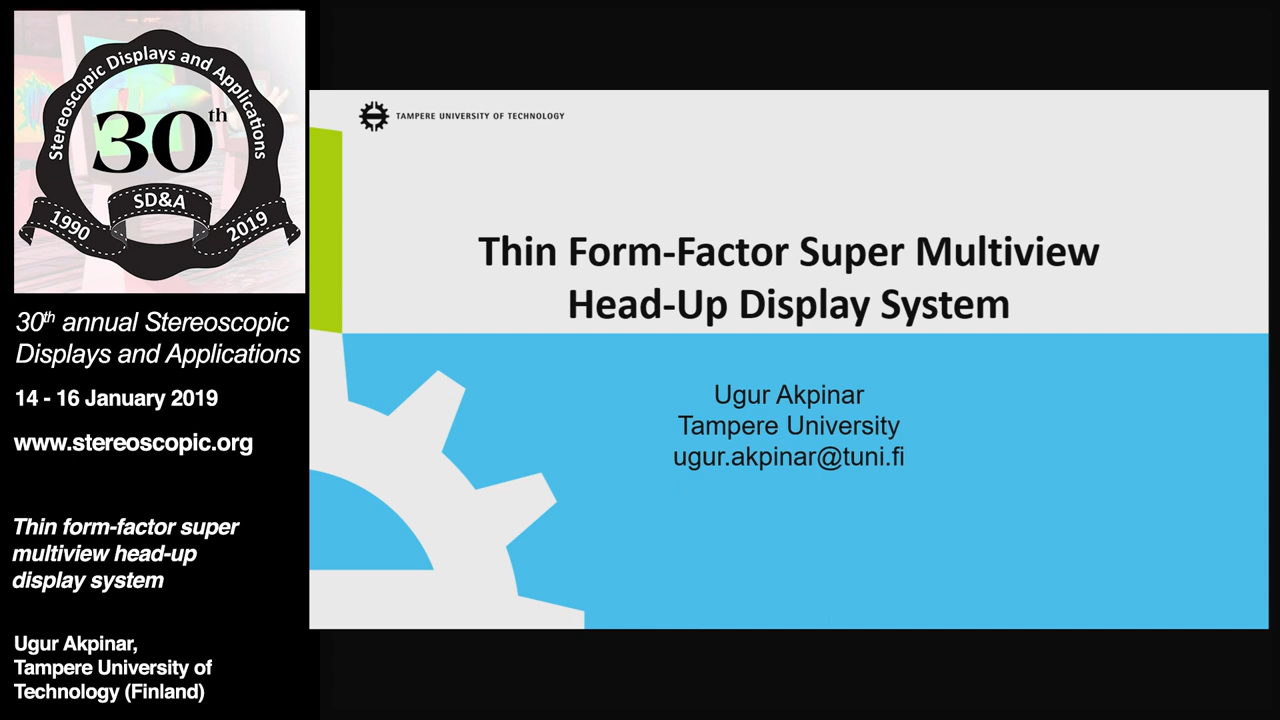 Stereoscopic Displays and Applications
30th
SD&A
1990
2019
30th annual Stereoscopic
Displays and Applications
14 - 16 January 2019
www.stereoscopic.org
Thin form-factor super
multiview head-up
display system
Ugur Akpinar,
Tampere University of
Technology (Finland)
TAMPERE UNIVERSITY OF TECHNOLOGY
Thin Form-Factor Super Multiview
Head-Up Display System
Ugur Akpinar
Tampere University
ugur.akpinar@tuni.fi